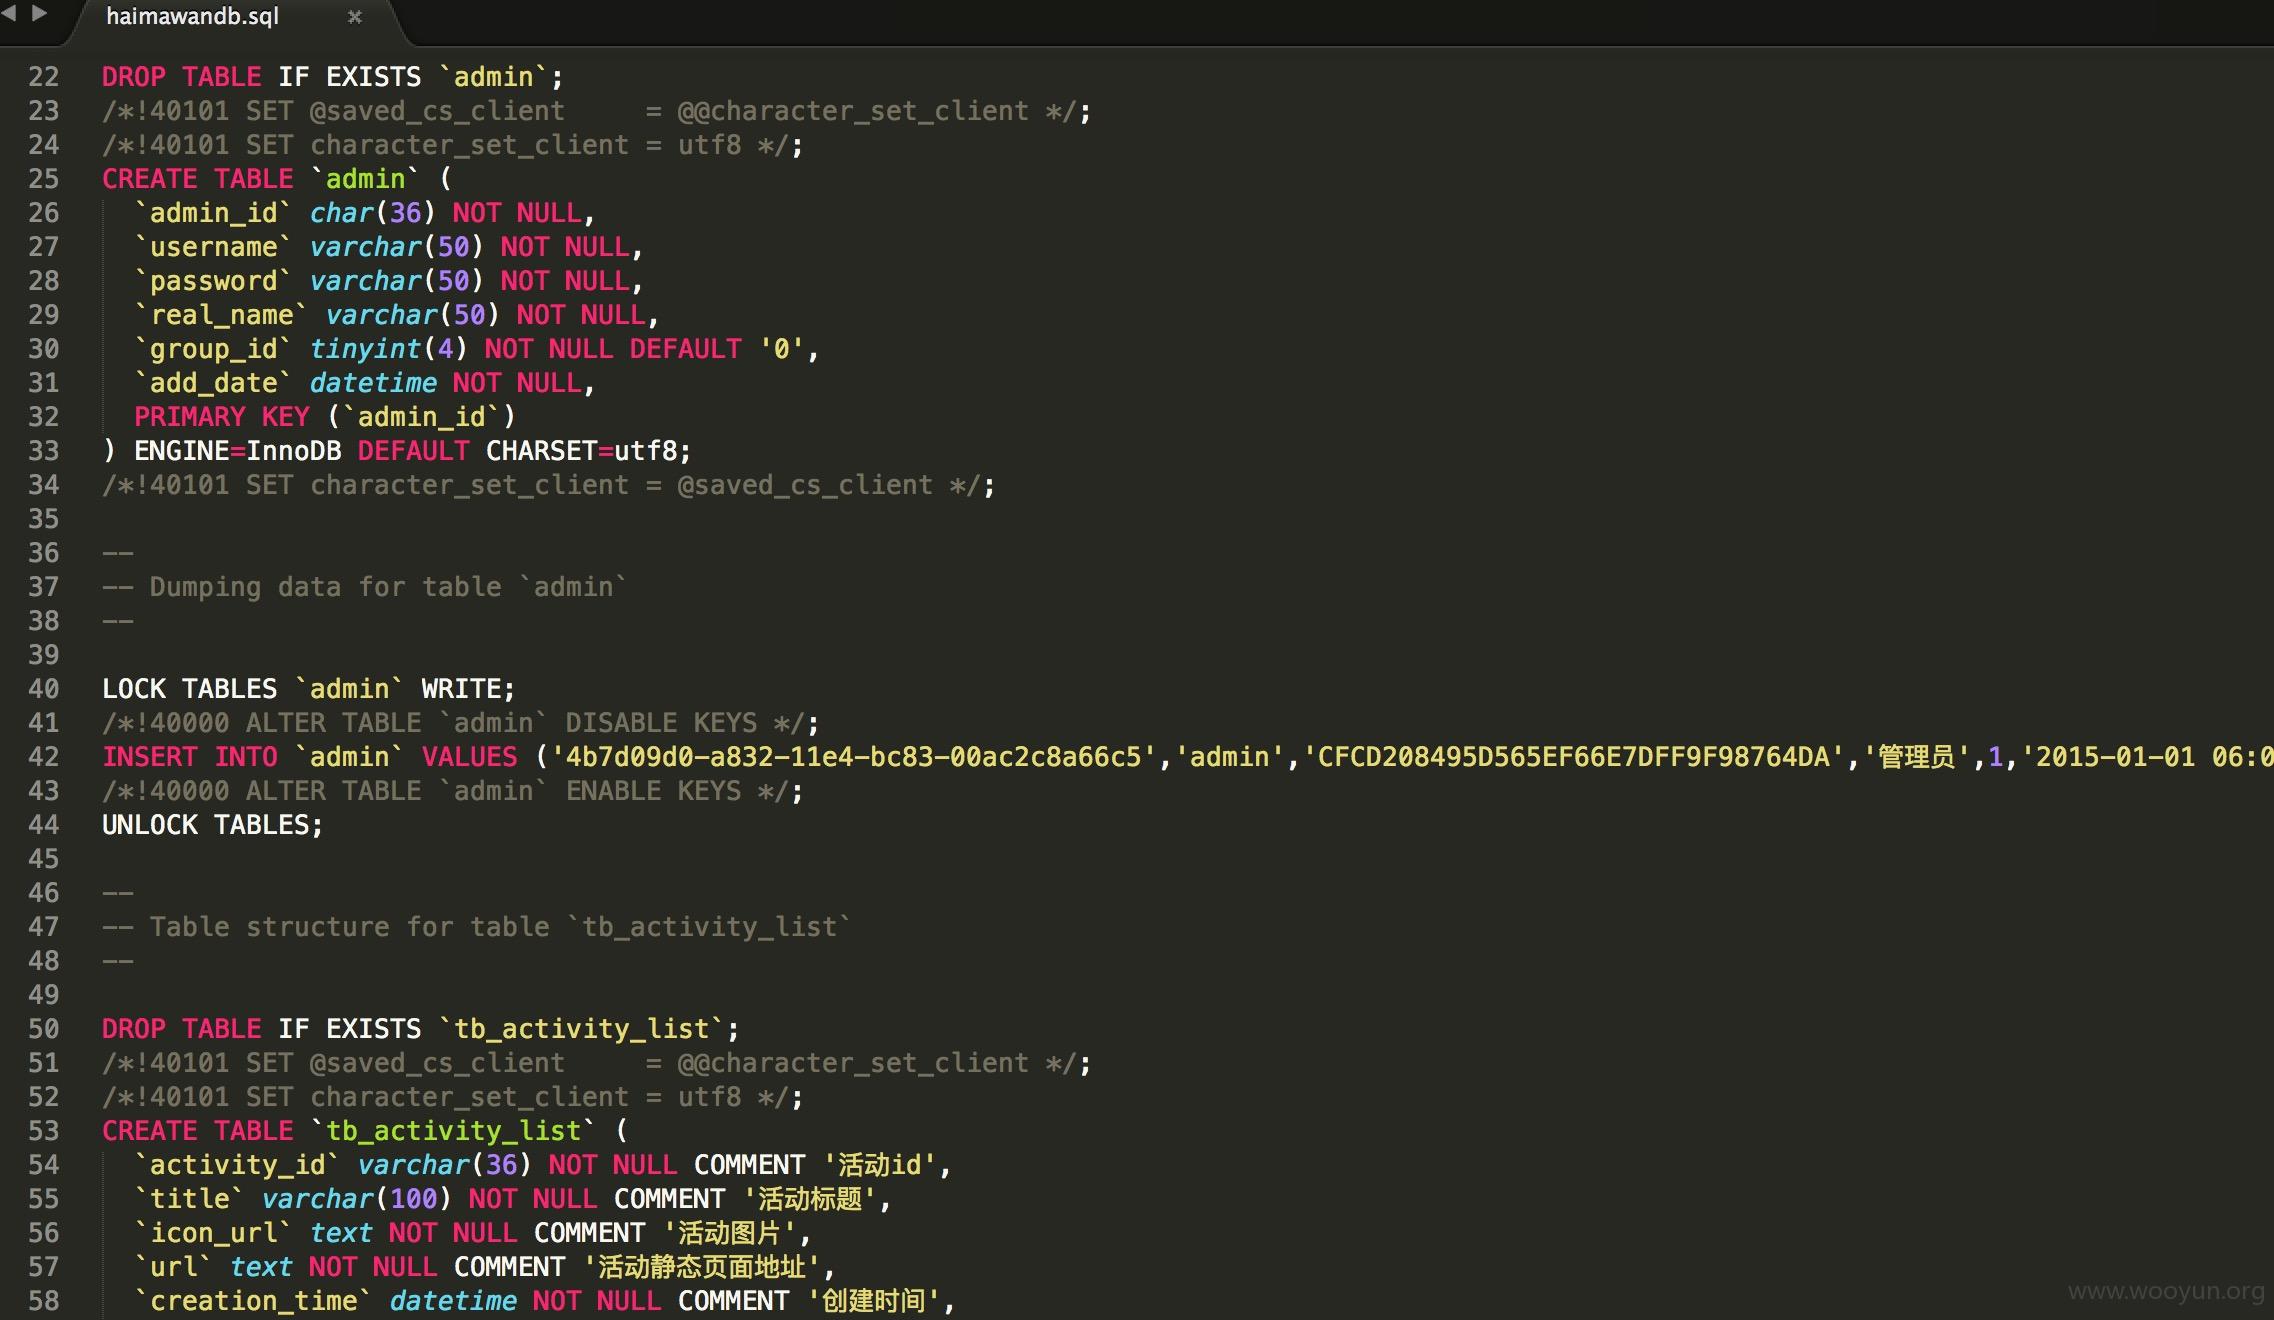 haimawandb.sql
22 DROP TABLE IF EXISTS `admin`;
23 /*!40101 SET @saved_cs_client     = @@character_set_client */;
24 /*!40101 SET character_set_client = utf8 */;
25 CREATE TABLE `admin` (
26   `admin_id` char(36) NOT NULL,
27   `username` varchar(50) NOT NULL,
28   `password` varchar(50) NOT NULL,
29   `real_name` varchar(50) NOT NULL,
30   `group_id` tinyint(4) NOT NULL DEFAULT '0',
31   `add_date` datetime NOT NULL,
32   PRIMARY KEY (`admin_id`)
33 ) ENGINE=InnoDB DEFAULT CHARSET=utf8;
34 /*!40101 SET character_set_client = @saved_cs_client */;
35
36 --
37 -- Dumping data for table `admin`
38 --
39
40 LOCK TABLES `admin` WRITE;
41 /*!40000 ALTER TABLE `admin` DISABLE KEYS */;
42 INSERT INTO `admin` VALUES ('4b7d09d0-a832-11e4-bc83-00ac2c8a66c5','admin','CFCD208495D565EF66E7DFF9F98764DA','管理员',1,'2015-01-01 06:0
43 /*!40000 ALTER TABLE `admin` ENABLE KEYS */;
44 UNLOCK TABLES;
45
46 --
47 -- Table structure for table `tb_activity_list`
48 --
49
50 DROP TABLE IF EXISTS `tb_activity_list`;
51 /*!40101 SET @saved_cs_client     = @@character_set_client */;
52 /*!40101 SET character_set_client = utf8 */;
53 CREATE TABLE `tb_activity_list` (
54   `activity_id` varchar(36) NOT NULL COMMENT '活动id',
55   `title` varchar(100) NOT NULL COMMENT '活动标题',
56   `icon_url` text NOT NULL COMMENT '活动图片',
57   `url` text NOT NULL COMMENT '活动静态页面地址',
58   `creation_time` datetime NOT NULL COMMENT '创建时间',
www.wooyun.org